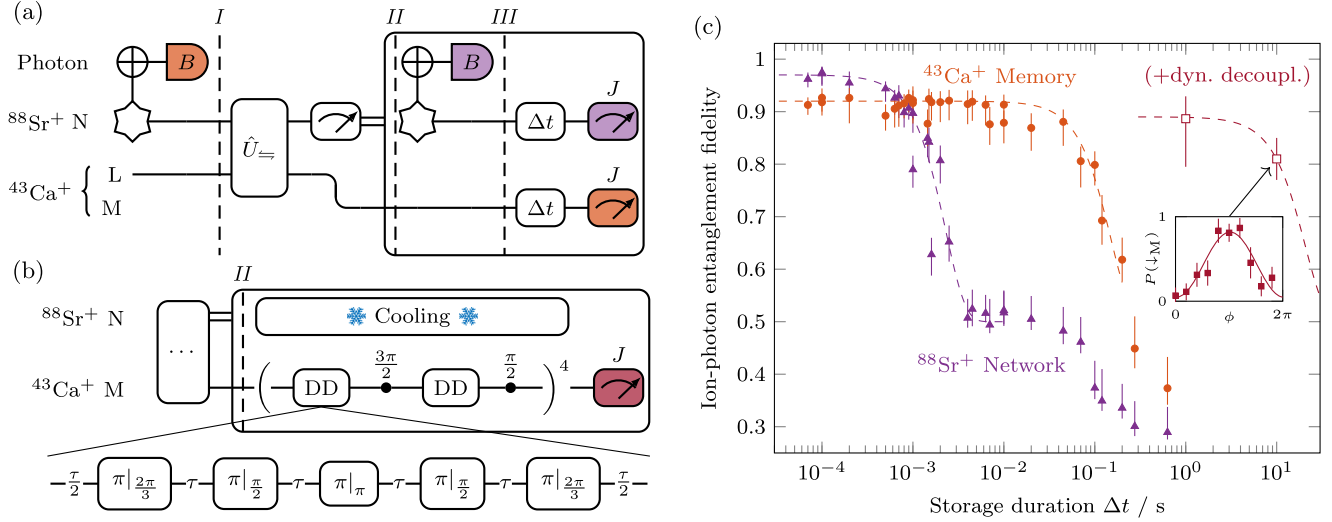 (a)
I II III
Photon B B
⁸⁸Sr⁺ N Δt J
Û⇋
⁴³Ca⁺ { L
M Δt J
(b)
II
⁸⁸Sr⁺ N ... Cooling
⁴³Ca⁺ M ( DD 3π/2 DD π/2 )⁴ J
τ/2 π|2π/3 τ π|π/2 τ π|π τ π|π/2 τ π|2π/3 τ/2
(c)
Ion-photon entanglement fidelity
1
0.9
0.8
0.7
0.6
0.5
0.4
0.3
⁴³Ca⁺ Memory
(+dyn. decoupl.)
⁸⁸Sr⁺ Network
P(↓M)
1
0
0 ϕ 2π
10⁻⁴ 10⁻³ 10⁻² 10⁻¹ 10⁰ 10¹
Storage duration Δt / s